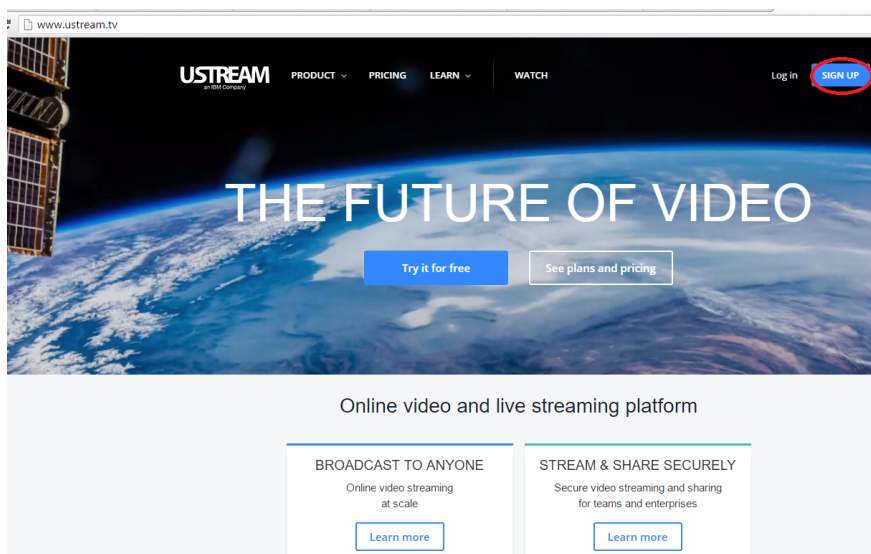 www.ustream.tv
USTREAM
an IBM Company
PRODUCT
PRICING
LEARN
WATCH
Log in
SIGN UP
THE FUTURE OF VIDEO
Try it for free
See plans and pricing
Online video and live streaming platform
BROADCAST TO ANYONE
Online video streaming
at scale
Learn more
STREAM & SHARE SECURELY
Secure video streaming and sharing
for teams and enterprises
Learn more